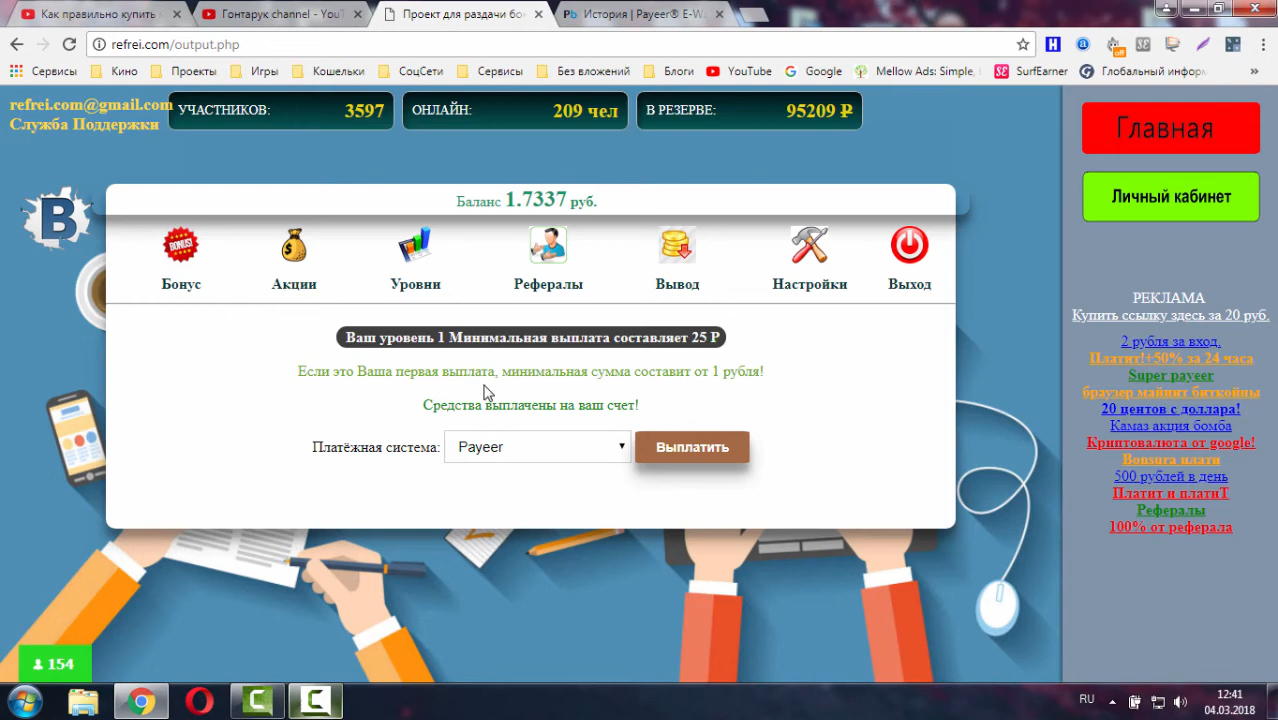 Как правильно купить
Гонтарук channel - YouT
Проект для раздачи бо
История | Payeer® E-W
refrei.com/output.php
Сервисы
Кино
Проекты
Игры
Кошельки
СоцСети
Сервисы
Без вложений
Блоги
YouTube
Google
Mellow Ads: Simple,
SurfEarner
Глобальный инфор
refrei.com@gmail.com
Служба Поддержки
УЧАСТНИКОВ: 3597
ОНЛАЙН: 209 чел
В РЕЗЕРВЕ: 95209 ₽
Главная
Личный кабинет
B
Баланс 1.7337 руб.
BONUS!
Бонус
Акции
Уровни
Рефералы
Вывод
Настройки
Выход
Ваш уровень 1 Минимальная выплата составляет 25 Р
Если это Ваша первая выплата, минимальная сумма составит от 1 рубля!
Средства выплачены на ваш счет!
Платёжная система: Payeer Выплатить
РЕКЛАМА
Купить ссылку здесь за 20 руб.
2 рубля за вход.
Платит!+50% за 24 часа
Super payeer
браузер майнит биткойны
20 центов с доллара!
Камаз акция бомба
Криптовалюта от google!
Bonsura плати
500 рублей в день
Платит и платиТ
Рефералы
100% от реферала
154
RU
12:41
04.03.2018